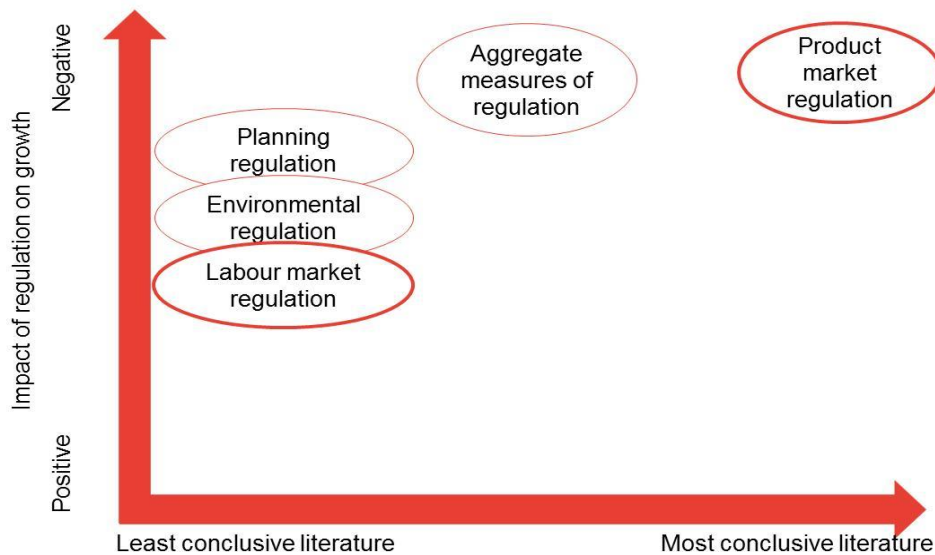 Impact of regulation on growth
Negative
Positive
Aggregate
measures of
regulation
Product
market
regulation
Planning
regulation
Environmental
regulation
Labour market
regulation
Least conclusive literature
Most conclusive literature